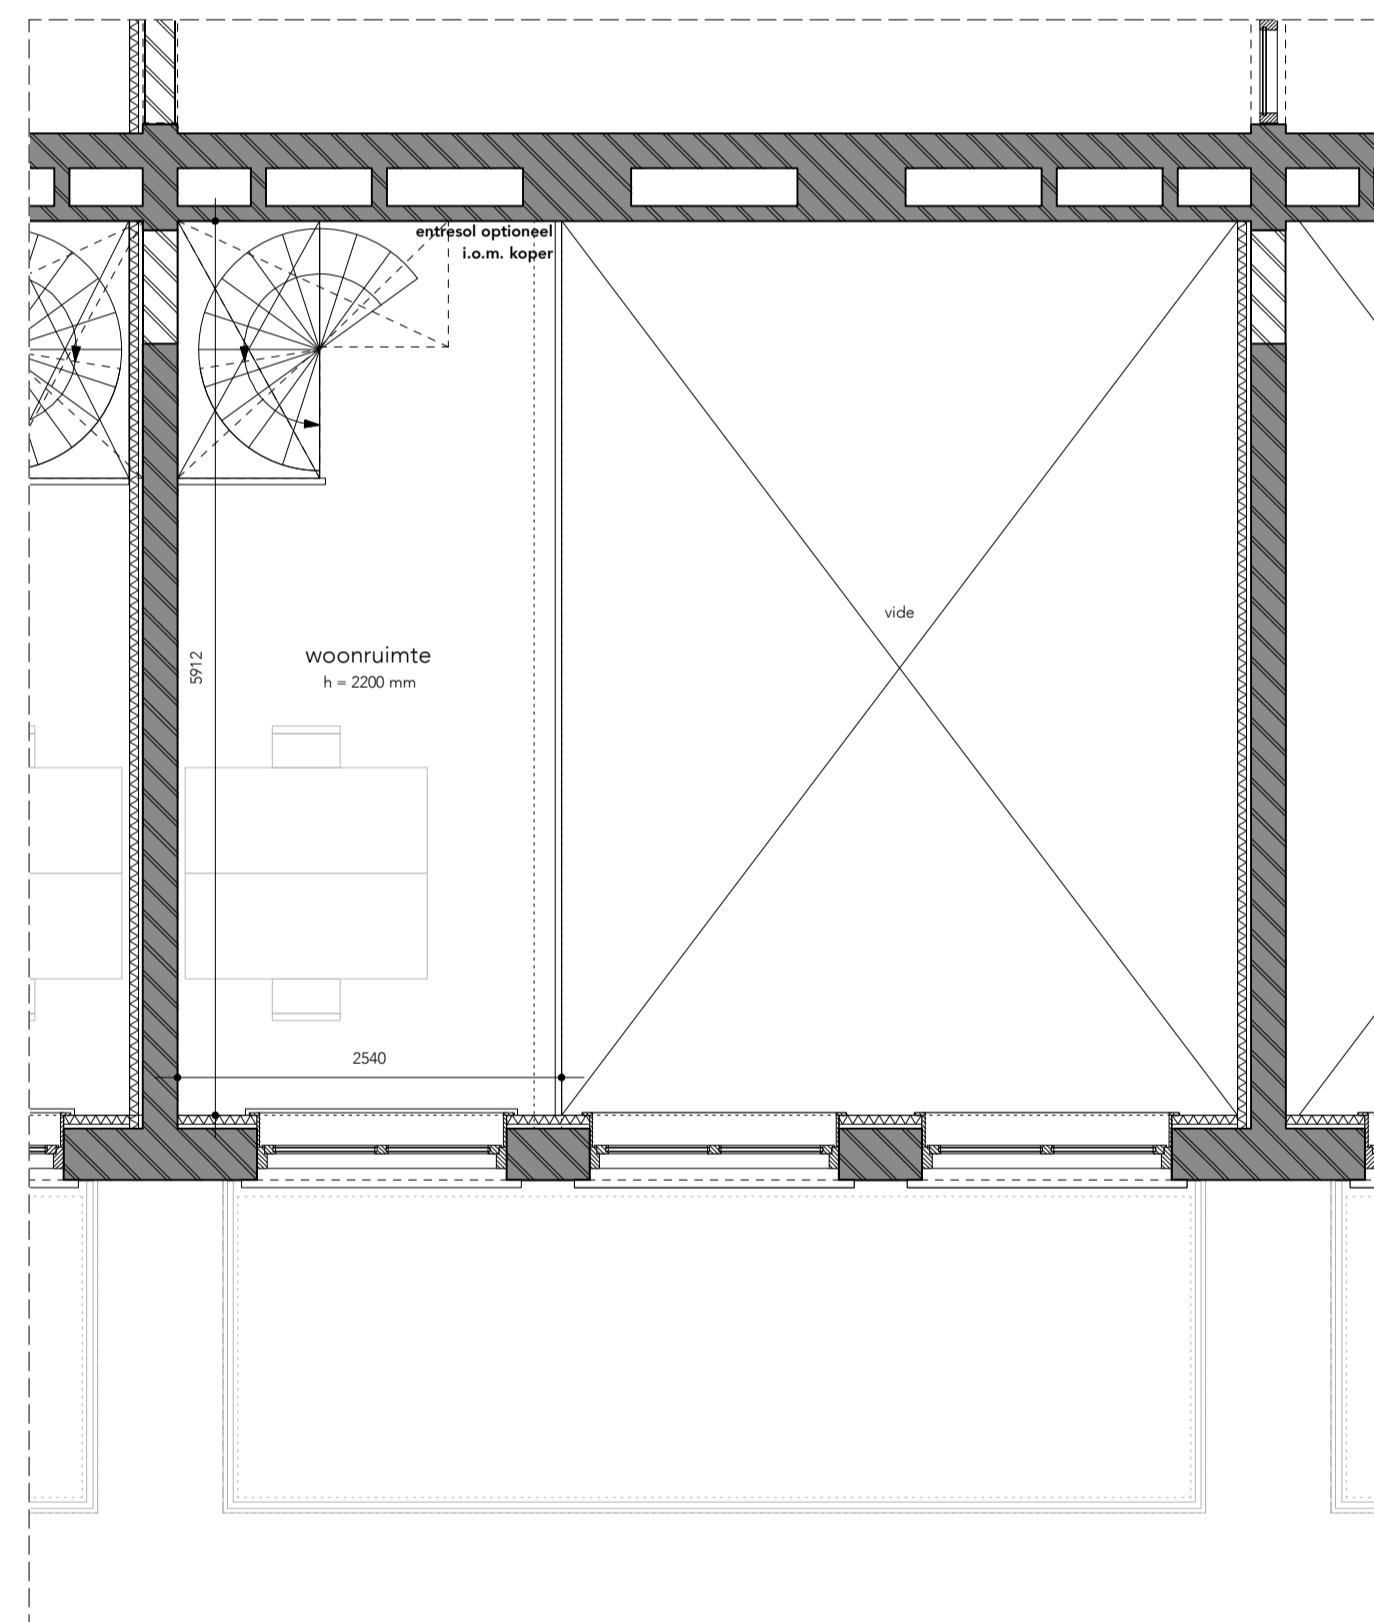 entresol optioneel
i.o.m. koper
vide
woonruimte
h = 2200 mm
5912
2540